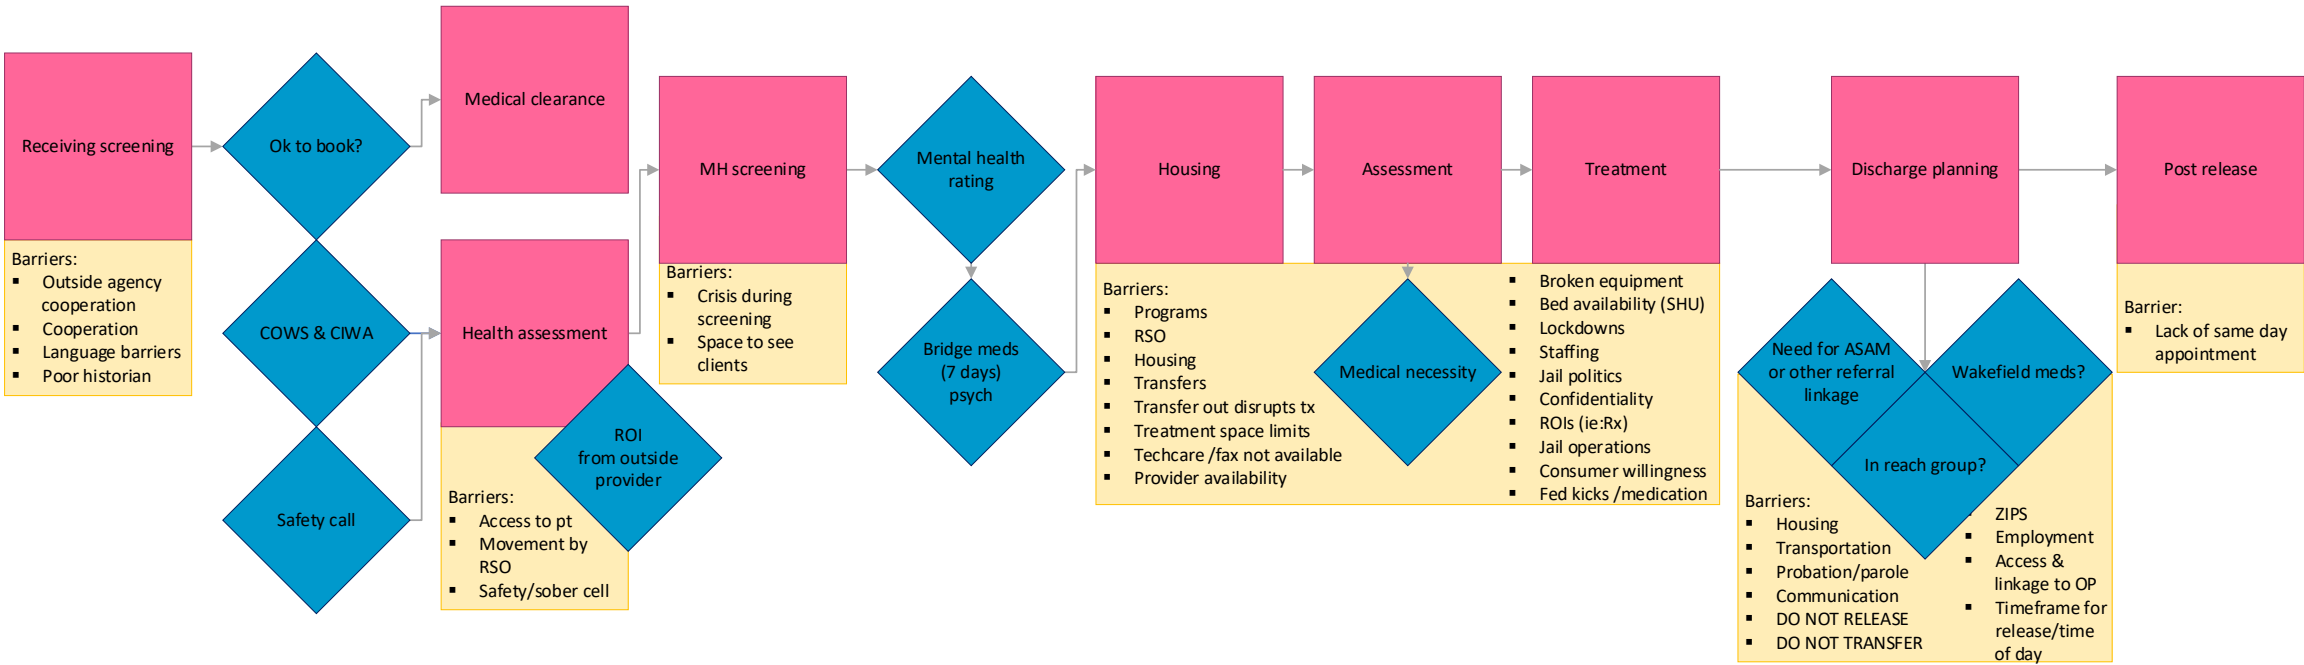 Receiving screening
Barriers:
▪ Outside agency
cooperation
▪ Cooperation
▪ Language barriers
▪ Poor historian
Ok to book?
COWS & CIWA
Safety call
Medical clearance
Health assessment
ROI
from outside
provider
Barriers:
▪ Access to pt
▪ Movement by
RSO
▪ Safety/sober cell
MH screening
Barriers:
▪ Crisis during
screening
▪ Space to see
clients
Mental health
rating
Bridge meds
(7 days)
psych
Housing
Assessment
Treatment
Barriers:
▪ Programs
▪ RSO
▪ Housing
▪ Transfers
▪ Transfer out disrupts tx
▪ Treatment space limits
▪ Techcare /fax not available
▪ Provider availability
Medical necessity
▪ Broken equipment
▪ Bed availability (SHU)
▪ Lockdowns
▪ Staffing
▪ Jail politics
▪ Confidentiality
▪ ROIs (ie:Rx)
▪ Jail operations
▪ Consumer willingness
▪ Fed kicks /medication
Discharge planning
Need for ASAM
or other referral
linkage
Wakefield meds?
In reach group?
Barriers:
▪ Housing
▪ Transportation
▪ Probation/parole
▪ Communication
▪ DO NOT RELEASE
▪ DO NOT TRANSFER
▪ ZIPS
▪ Employment
▪ Access &
linkage to OP
▪ Timeframe for
release/time
of day
Post release
Barrier:
▪ Lack of same day
appointment